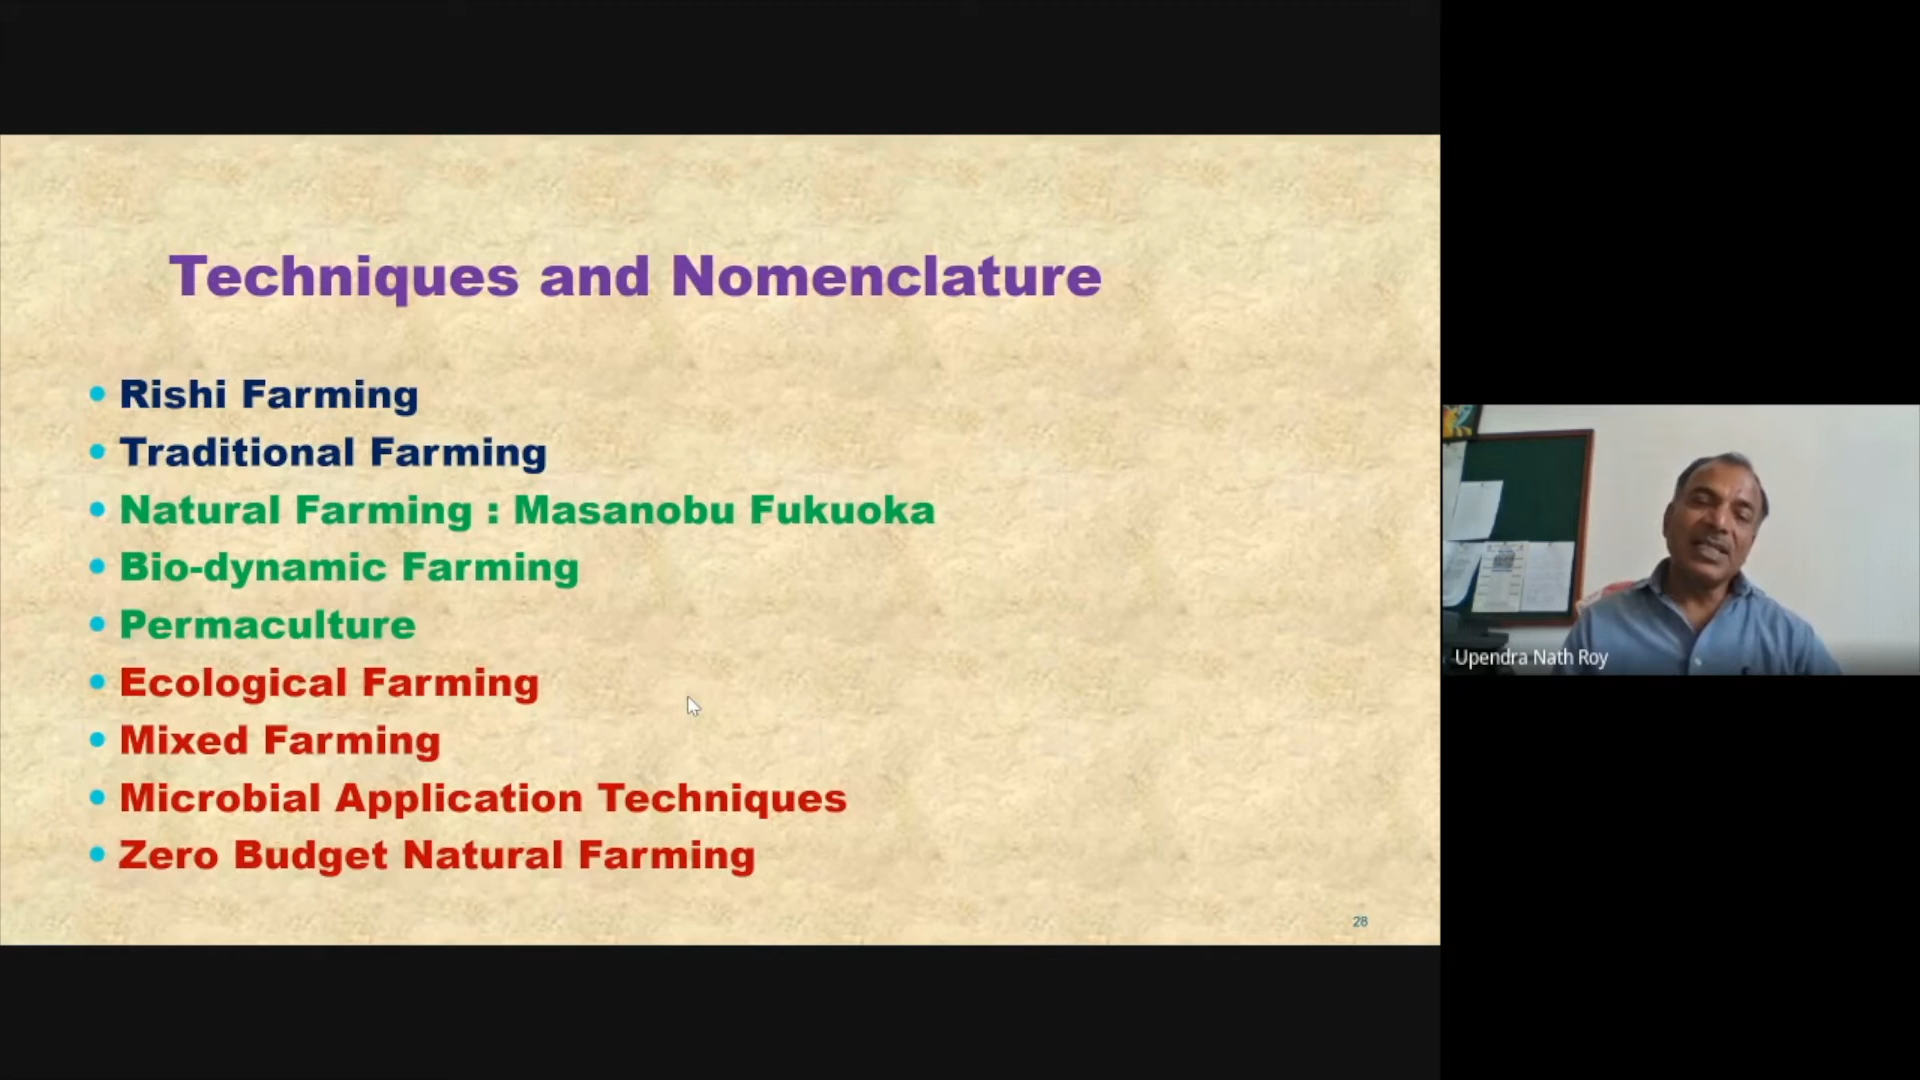 Techniques and Nomenclature
• Rishi Farming
• Traditional Farming
• Natural Farming : Masanobu Fukuoka
• Bio-dynamic Farming
• Permaculture
• Ecological Farming
• Mixed Farming
• Microbial Application Techniques
• Zero Budget Natural Farming
28
Upendra Nath Roy